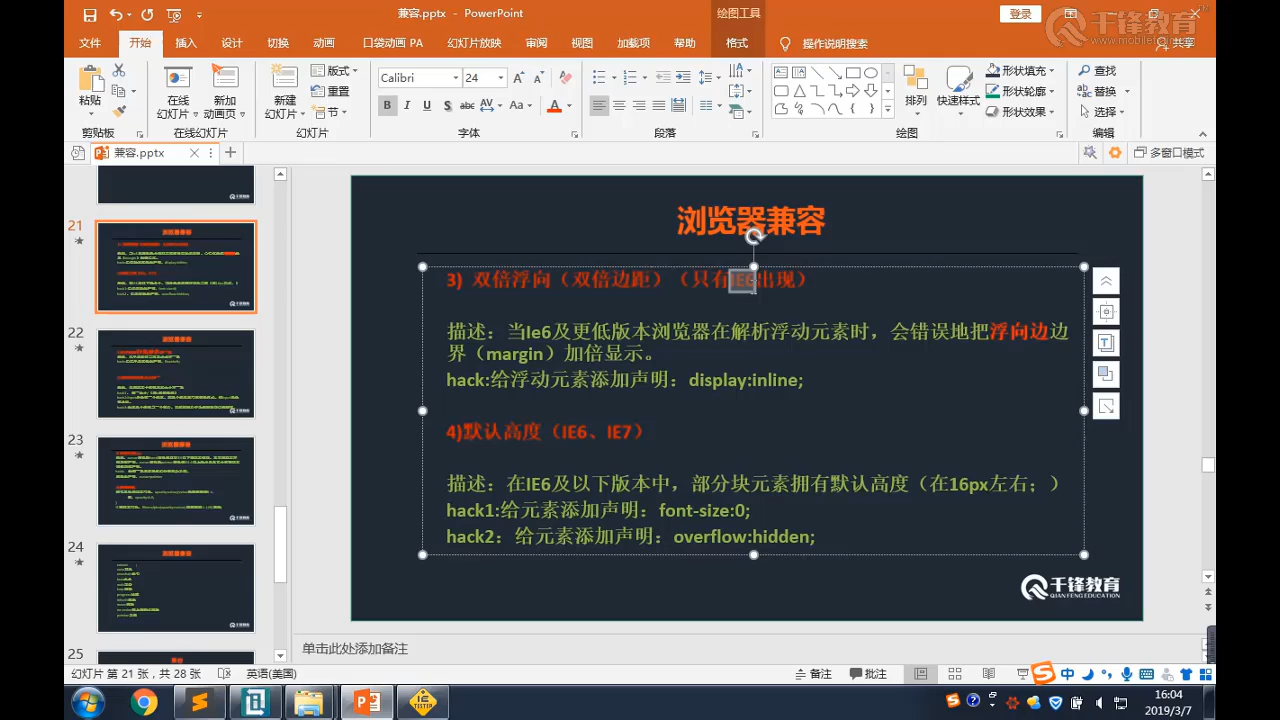 兼容.pptx - PowerPoint
绘图工具
登录
千锋教育
文件 开始 插入 设计 切换 动画 口袋动画 PA 幻灯片放映 审阅 视图 加载项 帮助 格式 操作说明搜索 共享
Calibri 24
粘贴 在线幻灯片 新加动画页 新建幻灯片 版式 重置 节
排列 快速样式 形状填充 形状轮廓 形状效果
查找 替换 选择
剪贴板 在线幻灯片 幻灯片 字体 段落 绘图 编辑
兼容.pptx
多窗口模式
21
22
23
24
25
浏览器兼容
3) 双倍浮向（双倍边距）（只有IE6出现）
描述：当Ie6及更低版本浏览器在解析浮动元素时，会错误地把浮向边边
界（margin）加倍显示。
hack:给浮动元素添加声明：display:inline;
4)默认高度（IE6、IE7）
描述：在IE6及以下版本中，部分块元素拥有默认高度（在16px左右；）
hack1:给元素添加声明：font-size:0;
hack2：给元素添加声明：overflow:hidden;
千锋教育
QIAN FENG EDUCATION
单击此处添加备注
幻灯片 第 21 张，共 28 张 英语(美国) 备注 批注
中
16:04
2019/3/7